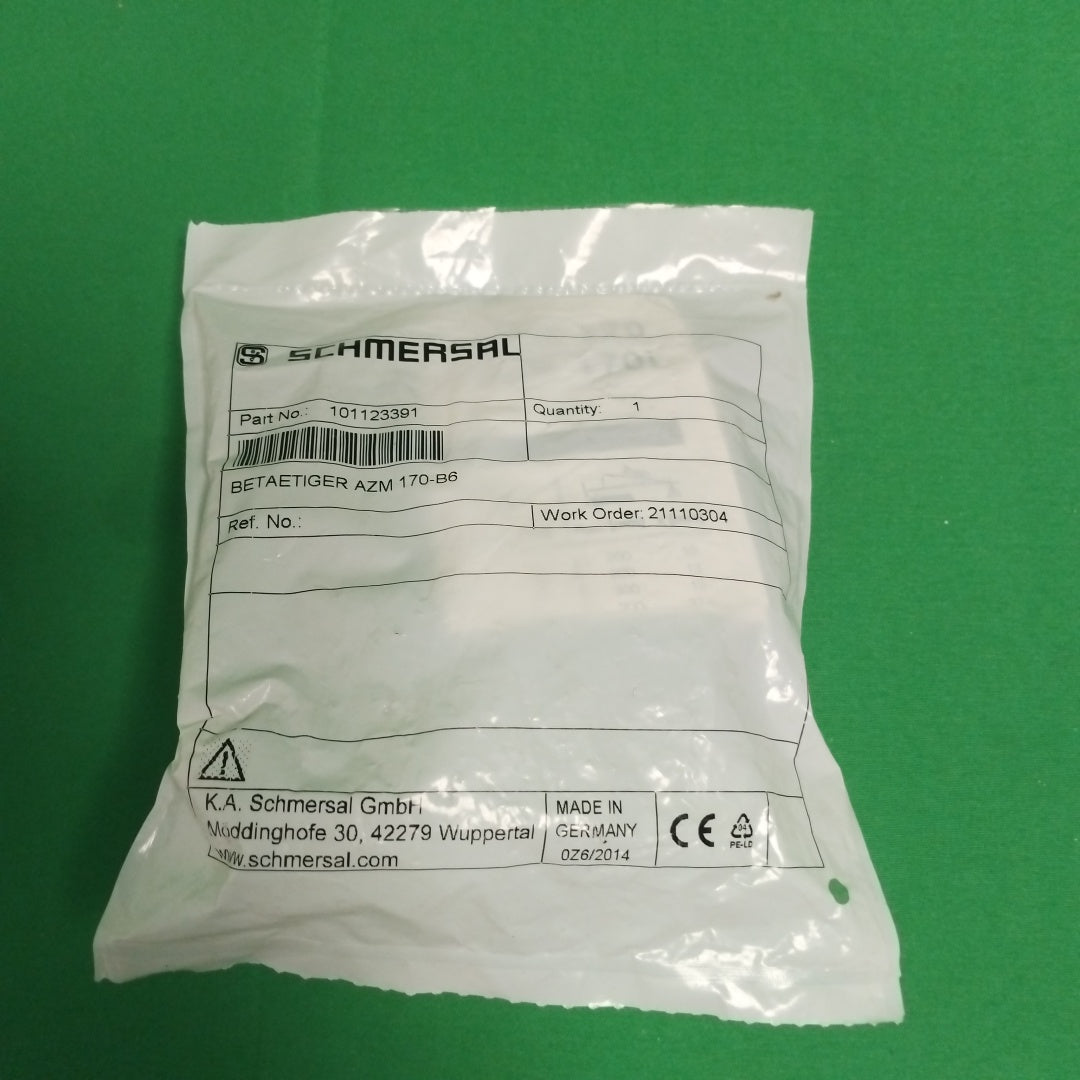 SCHMERSAL
Part No.: 101123391
Quantity: 1
BETAETIGER AZM 170-B6
Ref. No.:
Work Order: 21110304
K.A. Schmersal GmbH
Möddinghofe 30, 42279 Wuppertal
www.schmersal.com
MADE IN
GERMANY
0Z6/2014
CE
04
PE-LD